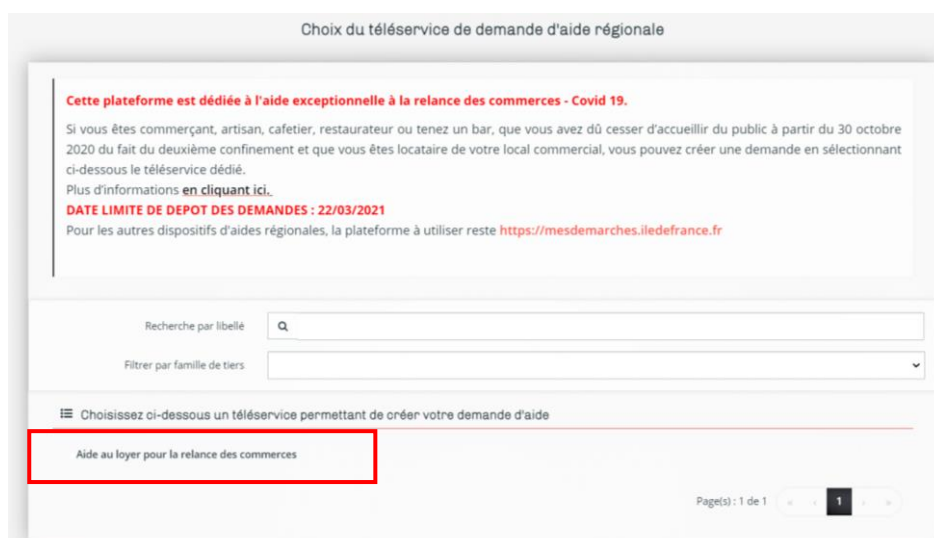 Choix du téléservice de demande d'aide régionale
Cette plateforme est dédiée à l'aide exceptionnelle à la relance des commerces - Covid 19.
Si vous êtes commerçant, artisan, cafetier, restaurateur ou tenez un bar, que vous avez dû cesser d'accueillir du public à partir du 30 octobre
2020 du fait du deuxième confinement et que vous êtes locataire de votre local commercial, vous pouvez créer une demande en sélectionnant
ci-dessous le téléservice dédié.
Plus d'informations en cliquant ici.
DATE LIMITE DE DEPOT DES DEMANDES : 22/03/2021
Pour les autres dispositifs d'aides régionales, la plateforme à utiliser reste https://mesdemarches.iledefrance.fr
Recherche par libellé
Filtrer par famille de tiers
Choisissez ci-dessous un téléservice permettant de créer votre demande d'aide
Aide au loyer pour la relance des commerces
Page(s) : 1 de 1 « ‹ 1 › »